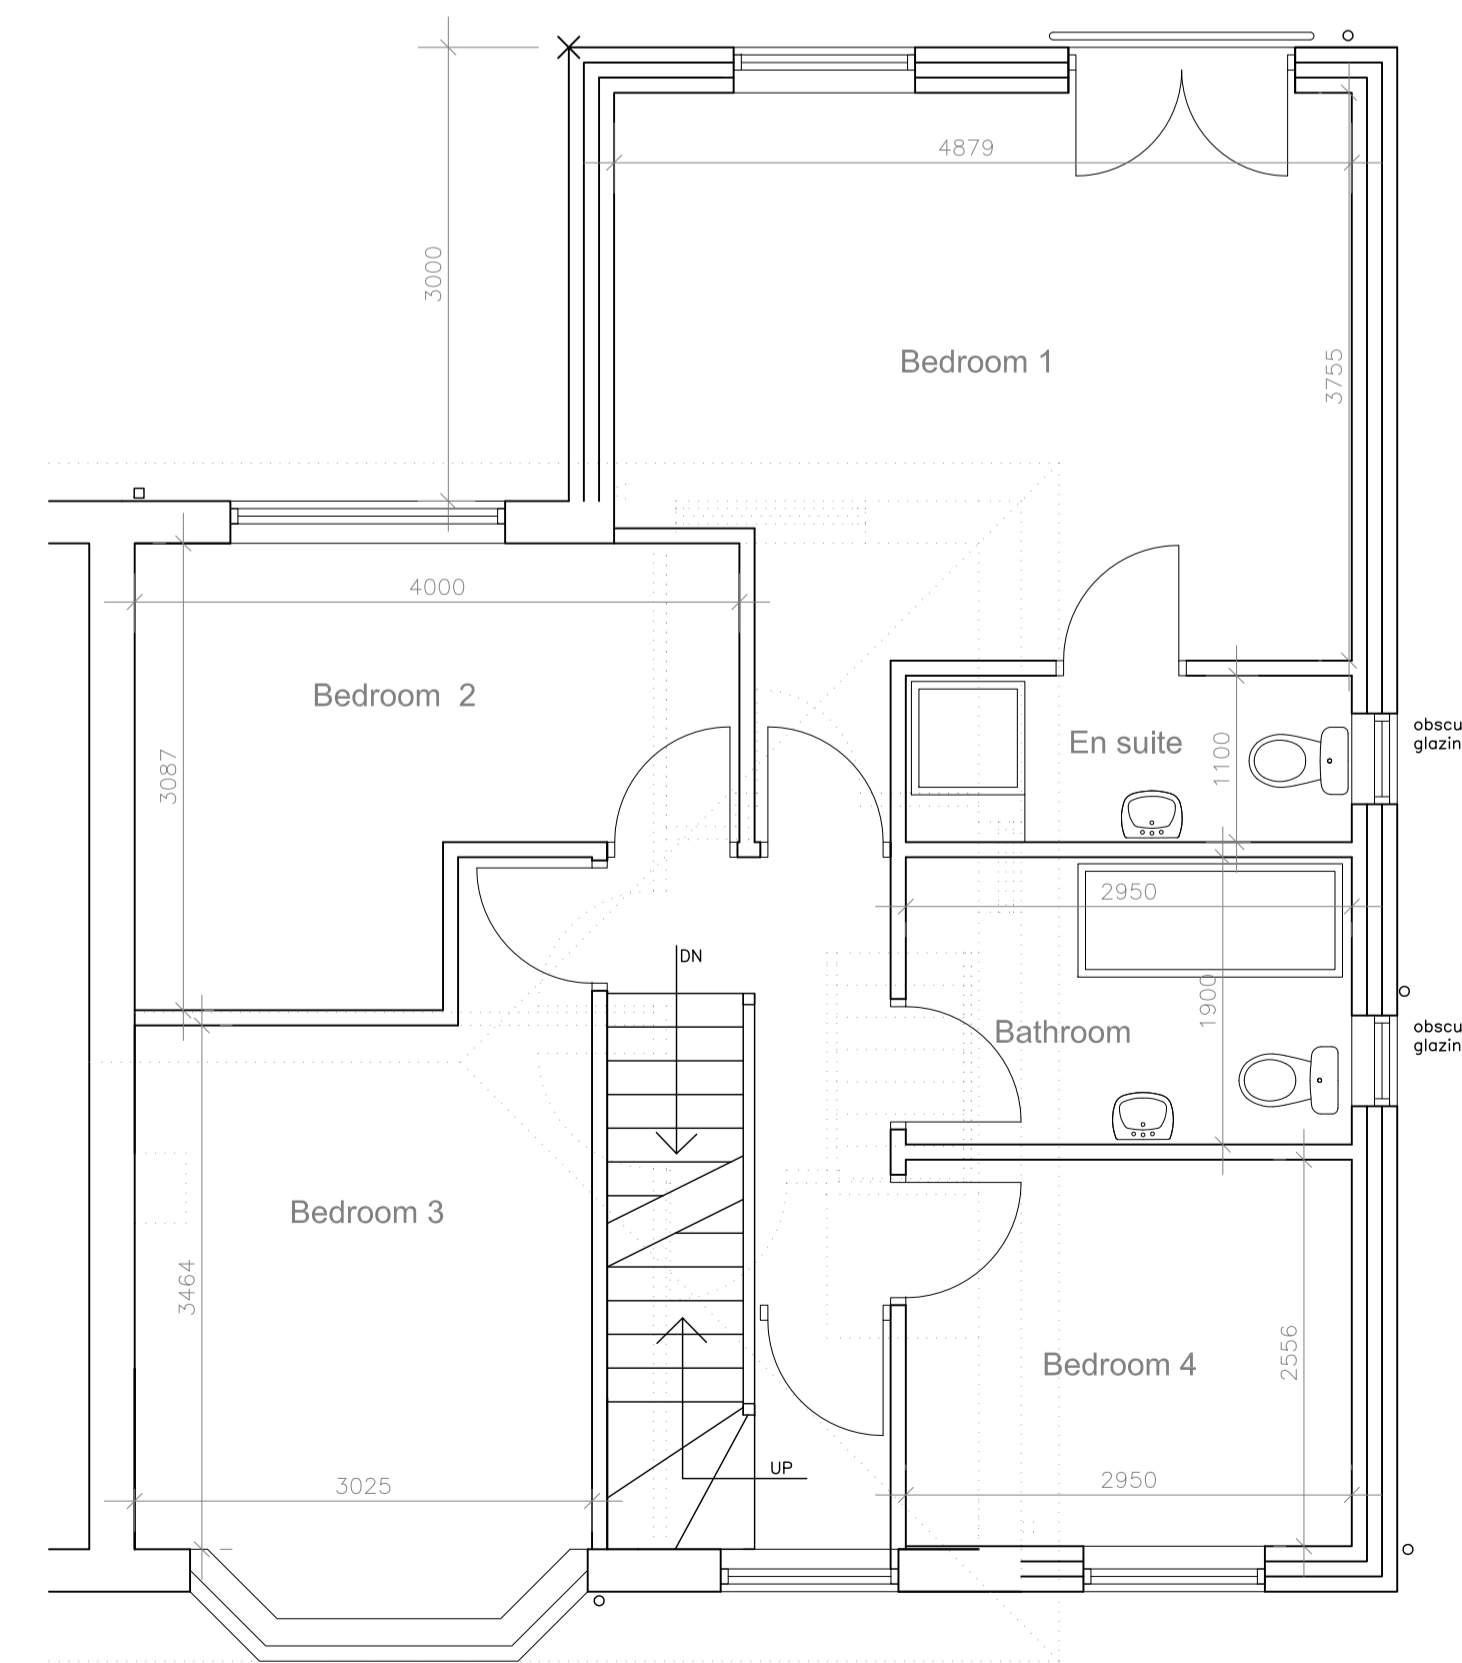 4879
3000
Bedroom 1
3755
4000
Bedroom  2
3087
En suite
1100
obscu
glazin
2950
DN
1900
Bathroom
obscu
glazin
Bedroom 3
3464
Bedroom 4
2556
UP
3025
2950